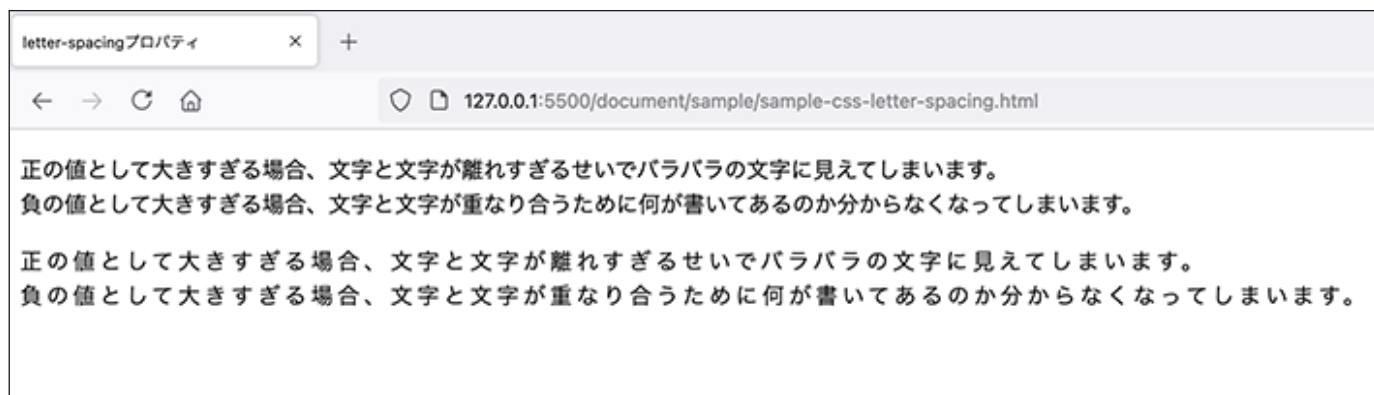 letter-spacingプロパティ
127.0.0.1:5500/document/sample/sample-css-letter-spacing.html
正の値として大きすぎる場合、文字と文字が離れすぎるせいでバラバラの文字に見えてしまいます。
負の値として大きすぎる場合、文字と文字が重なり合うために何が書いてあるのか分からなくなってしまいます。
正の値として大きすぎる場合、文字と文字が離れすぎるせいでバラバラの文字に見えてしまいます。
負の値として大きすぎる場合、文字と文字が重なり合うために何が書いてあるのか分からなくなってしまいます。